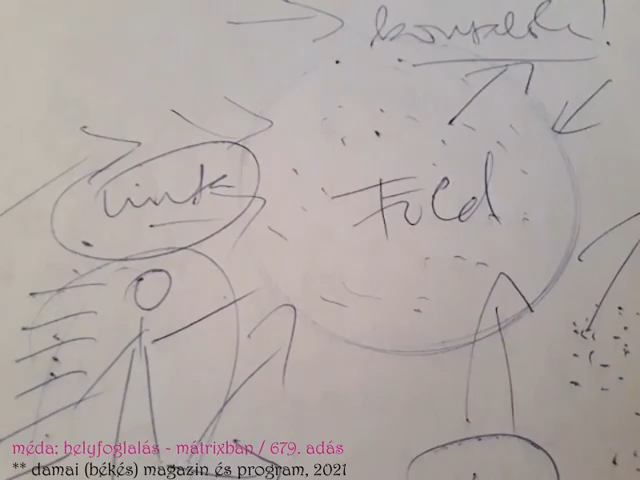 Föld
méda: helyfoglalás - mátrixban / 679. adás
** damai (békés) magazin és program, 2021